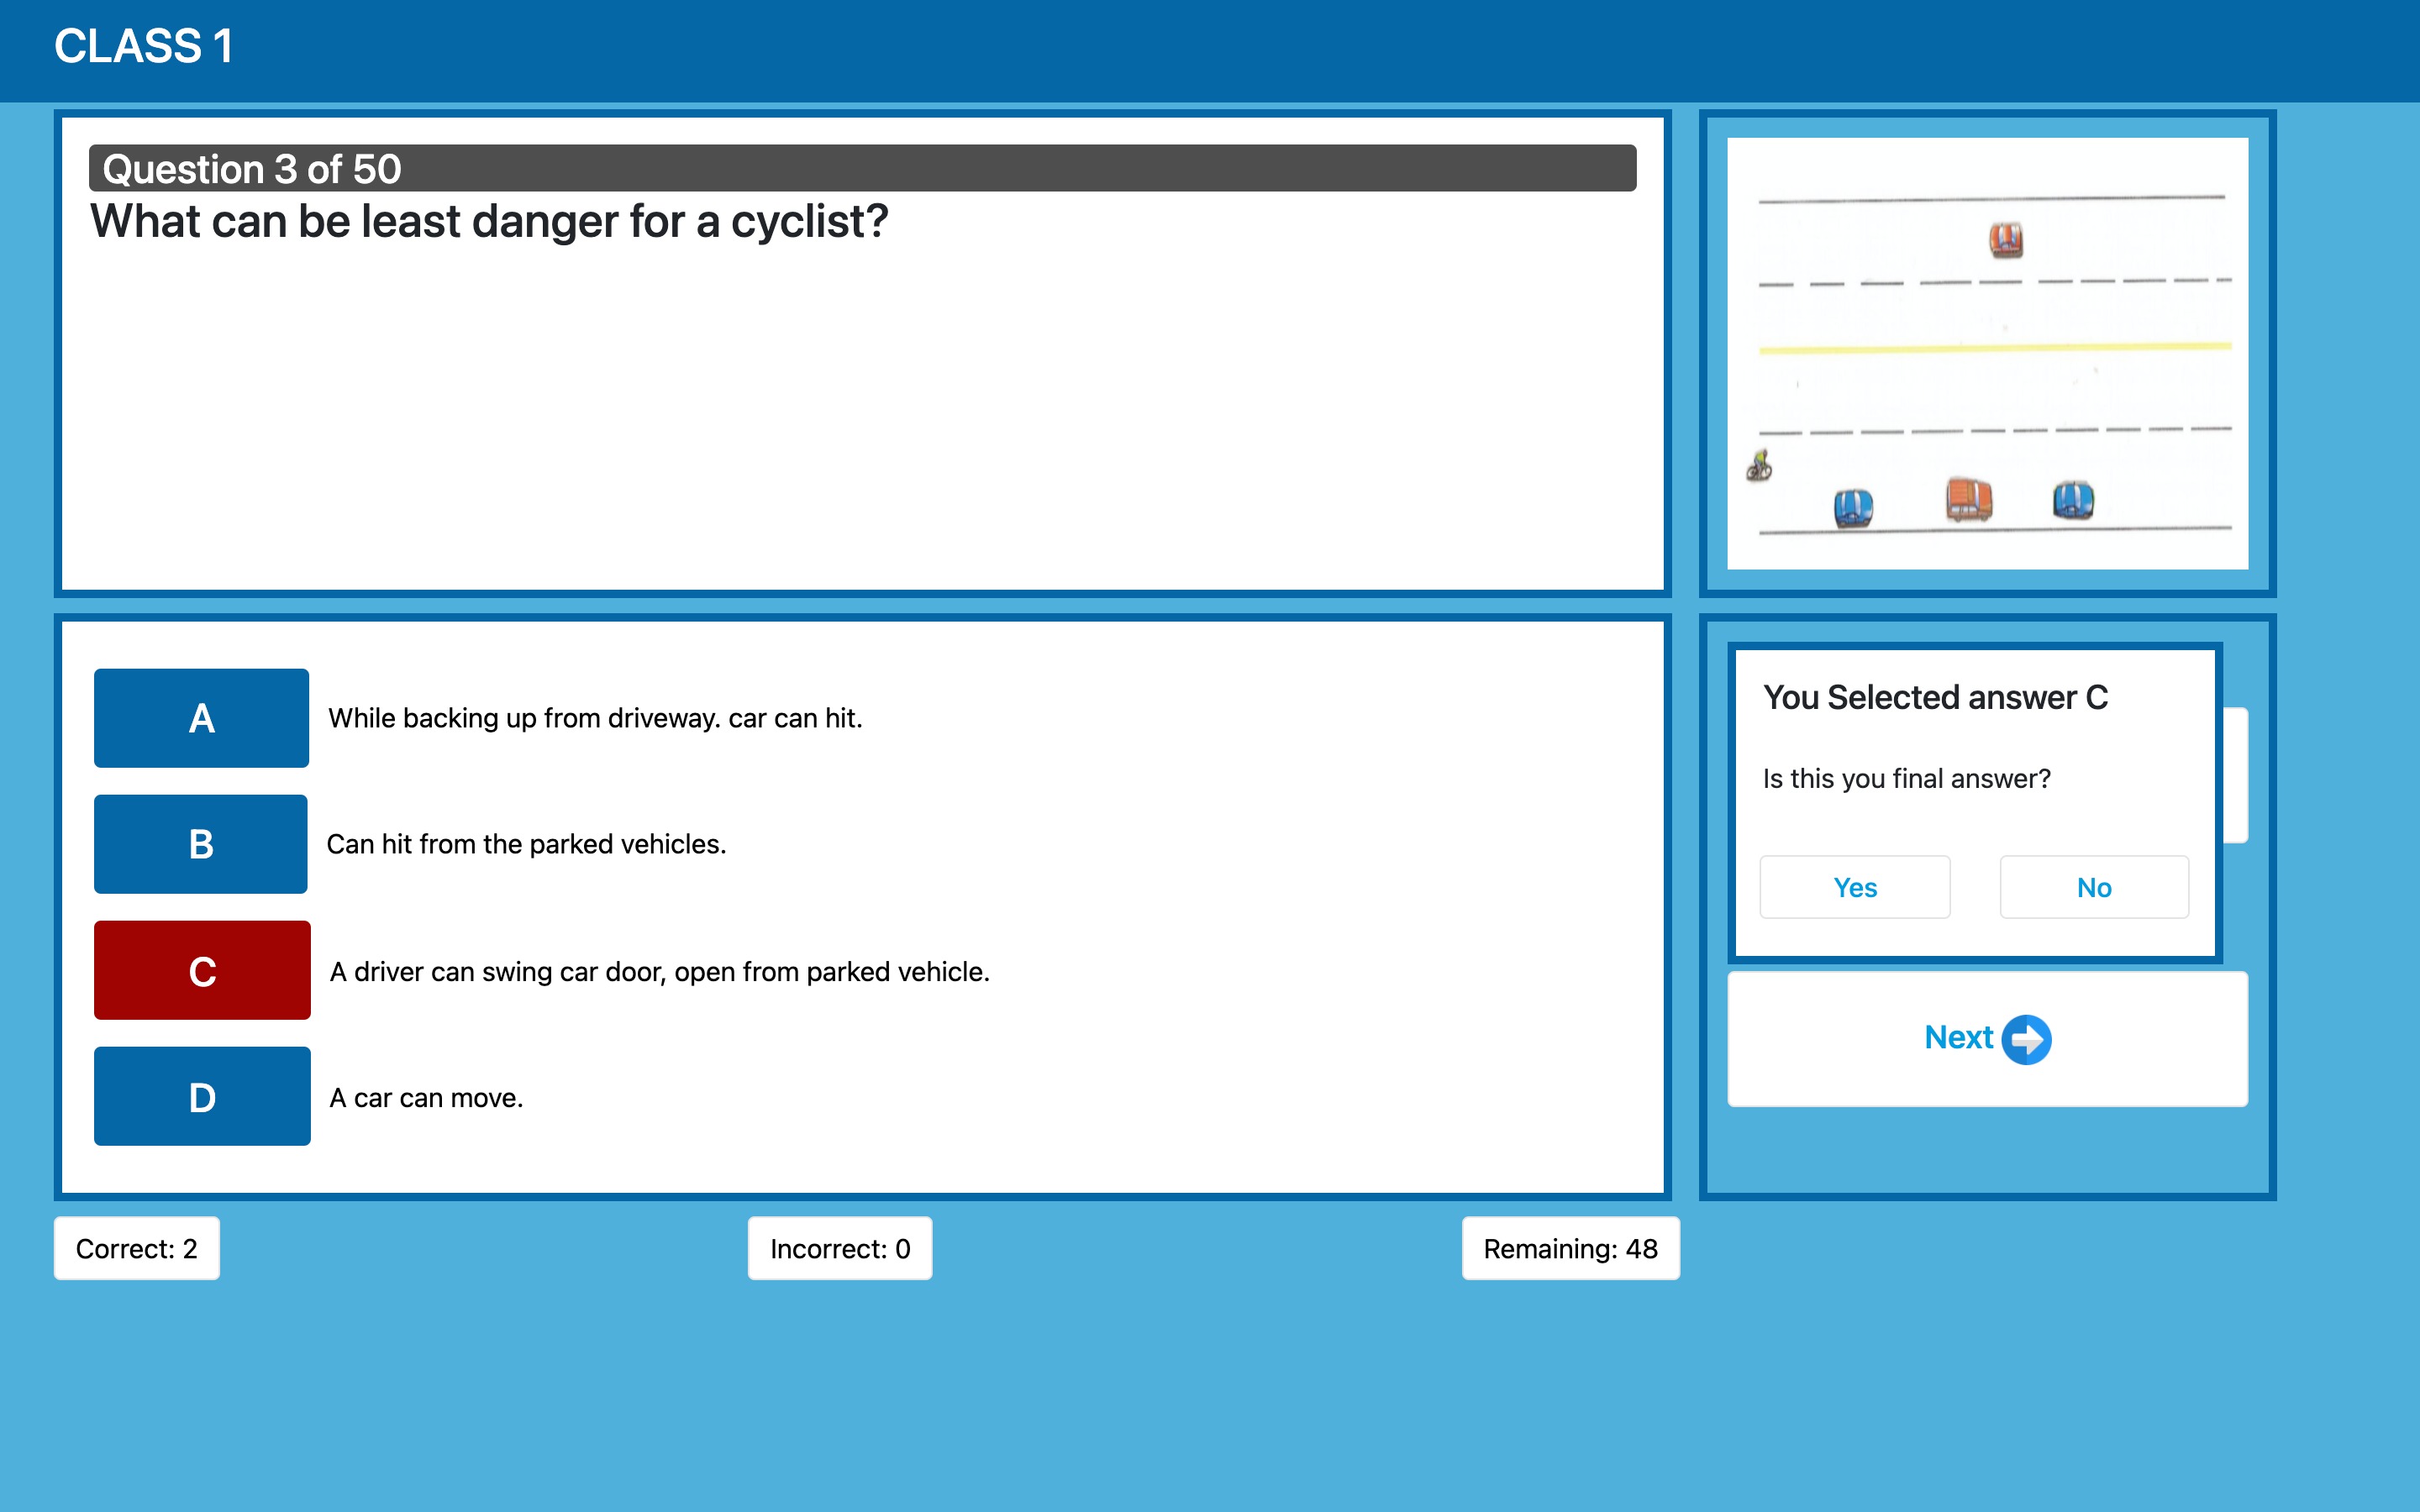 CLASS 1
Question 3 of 50
What can be least danger for a cyclist?
A
While backing up from driveway. car can hit.
B
Can hit from the parked vehicles.
C
A driver can swing car door, open from parked vehicle.
D
A car can move.
You Selected answer C
Is this you final answer?
Yes
No
Next
Correct: 2
Incorrect: 0
Remaining: 48